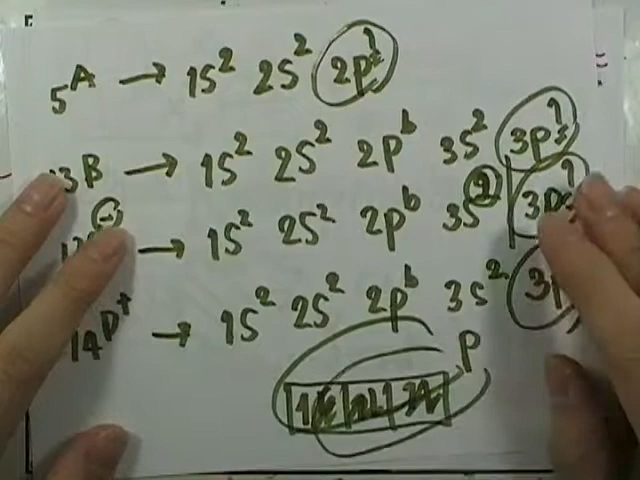 5A → 1S² 2S² 2p¹
13B → 1S² 2S² 2p⁶ 3S² 3p¹
→ 1S² 2S² 2p⁶ 3S² 3p¹
14D⁺ → 1S² 2S² 2p⁶ 3S² 3p
p